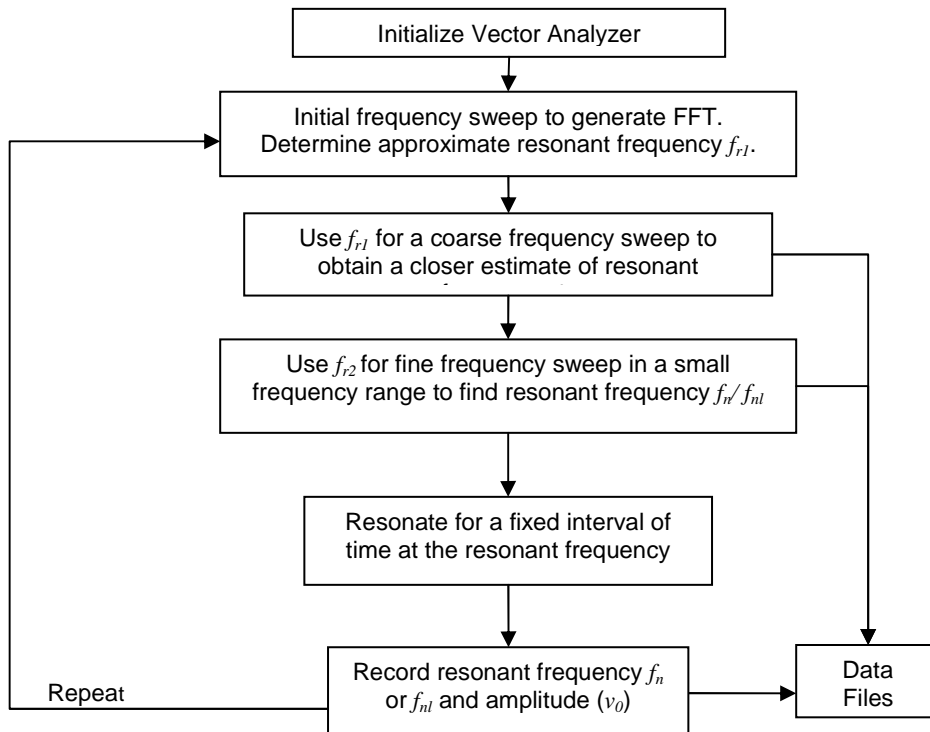 Initialize Vector Analyzer
Initial frequency sweep to generate FFT.
Determine approximate resonant frequency fr1.
Use fr1 for a coarse frequency sweep to
obtain a closer estimate of resonant
Use fr2 for fine frequency sweep in a small
frequency range to find resonant frequency fn/fnl
Resonate for a fixed interval of
time at the resonant frequency
Record resonant frequency fn
or fnl and amplitude (v0)
Repeat
Data
Files